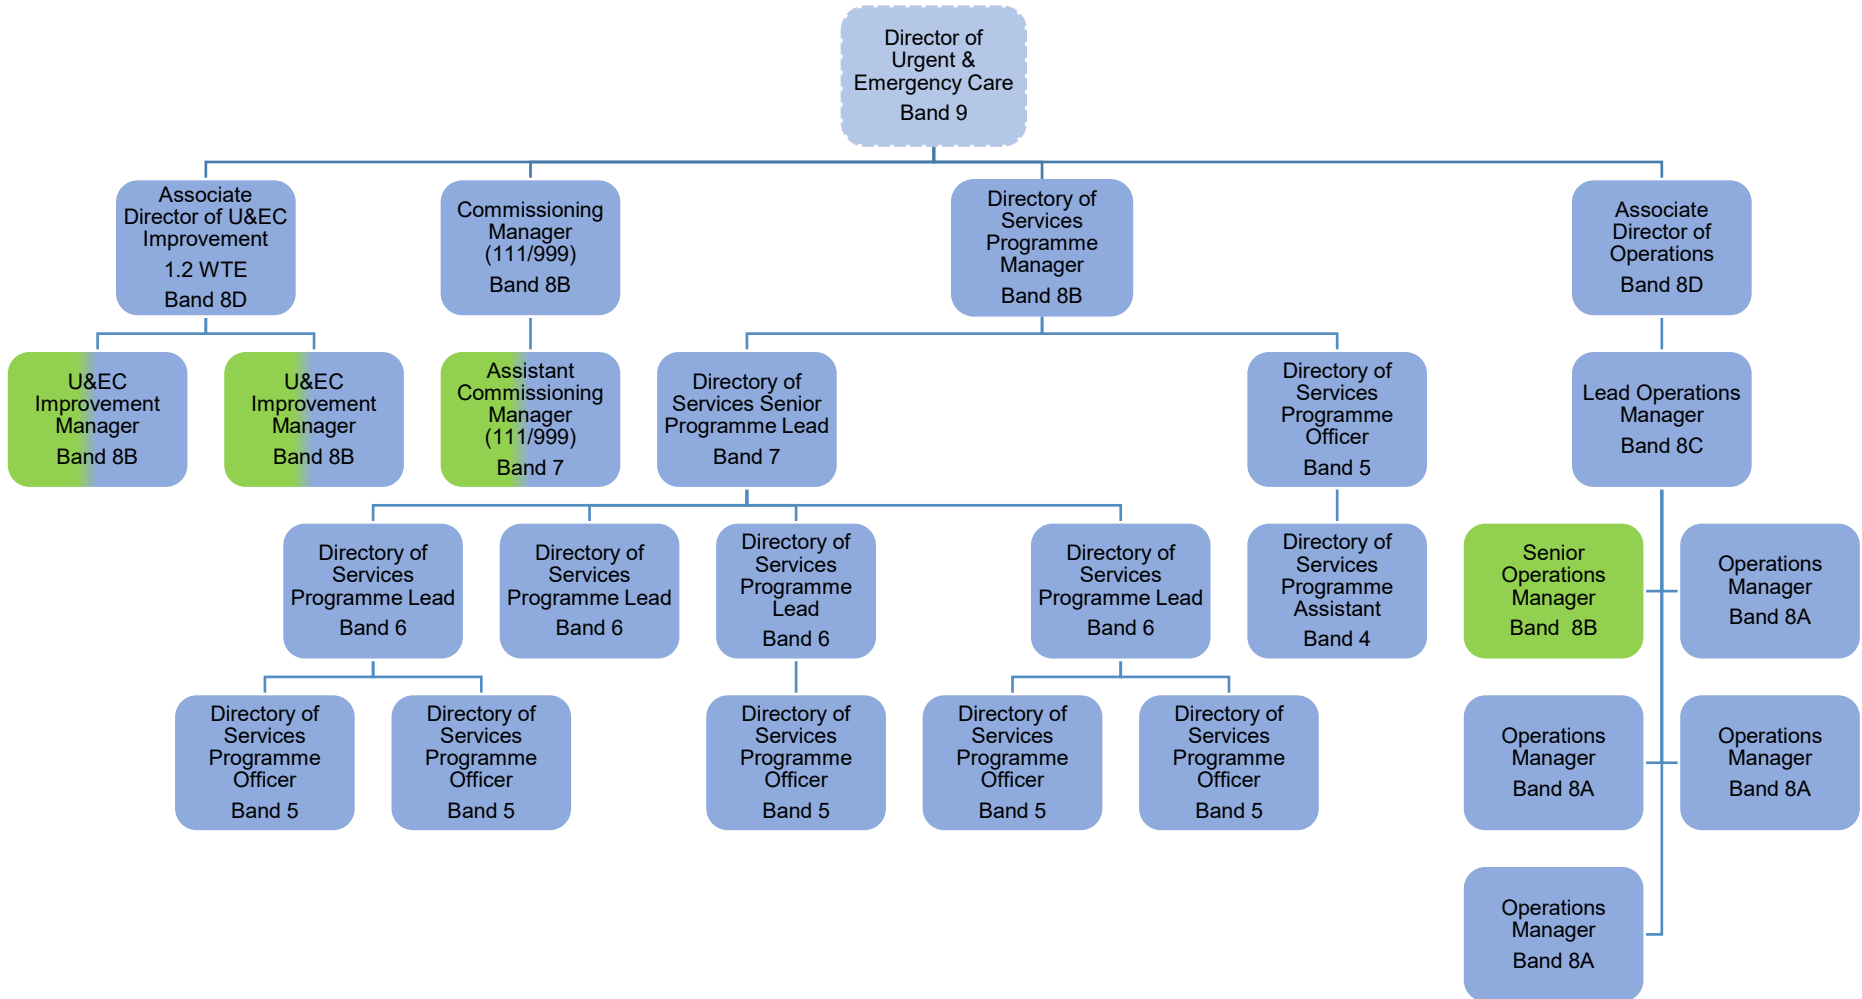 Director of
Urgent &
Emergency Care
Band 9
Associate
Director of U&EC
Improvement
1.2 WTE
Band 8D
Commissioning
Manager
(111/999)
Band 8B
Directory of
Services
Programme
Manager
Band 8B
Associate
Director of
Operations
Band 8D
U&EC
Improvement
Manager
Band 8B
U&EC
Improvement
Manager
Band 8B
Assistant
Commissioning
Manager
(111/999)
Band 7
Directory of
Services Senior
Programme Lead
Band 7
Directory of
Services
Programme
Officer
Band 5
Lead Operations
Manager
Band 8C
Directory of
Services
Programme Lead
Band 6
Directory of
Services
Programme Lead
Band 6
Directory of
Services
Programme
Lead
Band 6
Directory of
Services
Programme Lead
Band 6
Directory of
Services
Programme
Assistant
Band 4
Senior
Operations
Manager
Band  8B
Operations
Manager
Band 8A
Directory of
Services
Programme
Officer
Band 5
Directory of
Services
Programme
Officer
Band 5
Directory of
Services
Programme
Officer
Band 5
Directory of
Services
Programme
Officer
Band 5
Directory of
Services
Programme
Officer
Band 5
Operations
Manager
Band 8A
Operations
Manager
Band 8A
Operations
Manager
Band 8A